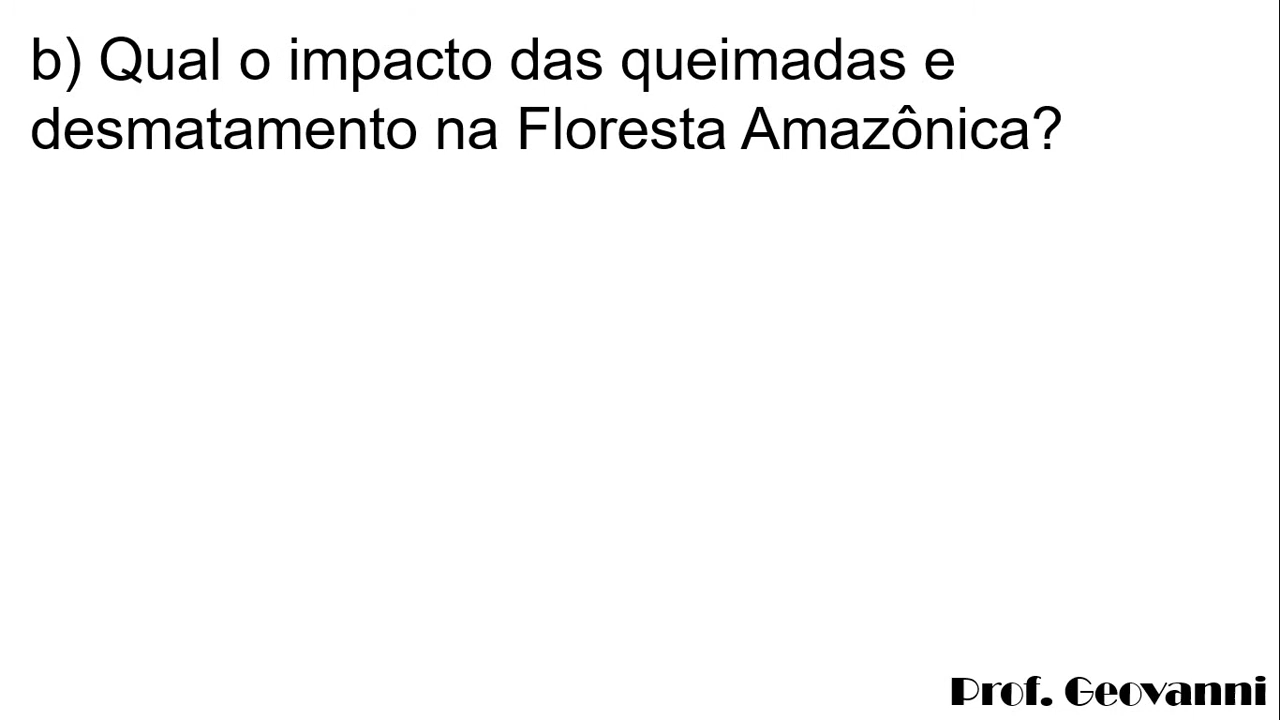 b) Qual o impacto das queimadas e
desmatamento na Floresta Amazônica?
Prof. Geovanni